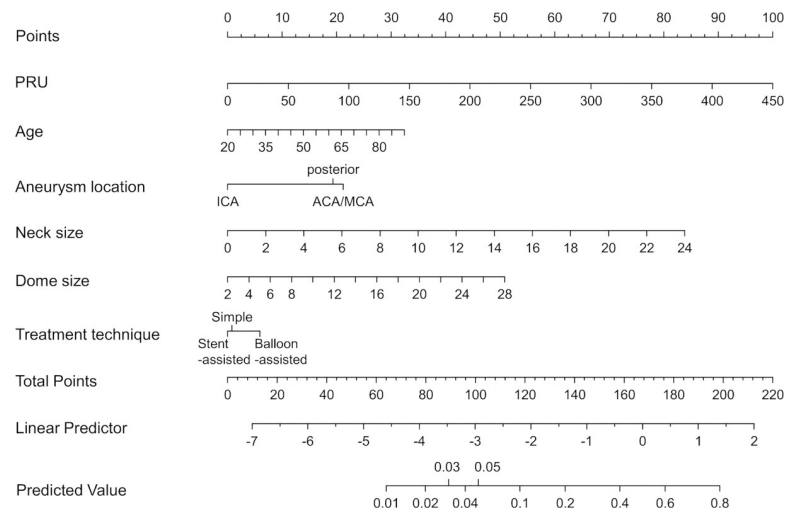 0 10 20 30 40 50 60 70 80 90 100
Points
PRU
0 50 100 150 200 250 300 350 400 450
Age
20 35 50 65 80
posterior
Aneurysm location
ICA ACA/MCA
Neck size
0 2 4 6 8 10 12 14 16 18 20 22 24
Dome size
2 4 6 8 12 16 20 24 28
Simple
Treatment technique
Stent Balloon
-assisted -assisted
Total Points
0 20 40 60 80 100 120 140 160 180 200 220
Linear Predictor
-7 -6 -5 -4 -3 -2 -1 0 1 2
0.03 0.05
Predicted Value
0.01 0.02 0.04 0.1 0.2 0.4 0.6 0.8